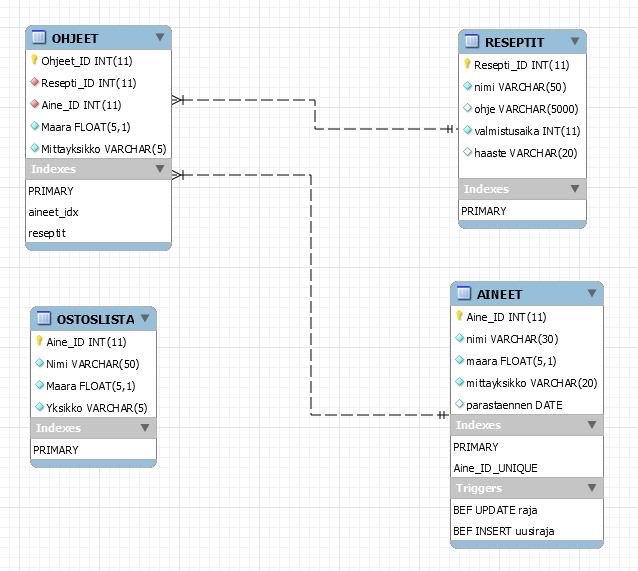 OHJEET
Ohjeet_ID INT(11)
Resepti_ID INT(11)
Aine_ID INT(11)
Maara FLOAT(5,1)
Mittayksikko VARCHAR(5)
Indexes
PRIMARY
aineet_idx
reseptit
RESEPTIT
Resepti_ID INT(11)
nimi VARCHAR(50)
ohje VARCHAR(5000)
valmistusaika INT(11)
haaste VARCHAR(20)
Indexes
PRIMARY
OSTOSLISTA
Aine_ID INT(11)
Nimi VARCHAR(50)
Maara FLOAT(5,1)
Yksikko VARCHAR(5)
Indexes
PRIMARY
AINEET
Aine_ID INT(11)
nimi VARCHAR(30)
maara FLOAT(5,1)
mittayksikko VARCHAR(20)
parastaennen DATE
Indexes
PRIMARY
Aine_ID_UNIQUE
Triggers
BEF UPDATE raja
BEF INSERT uusiraja